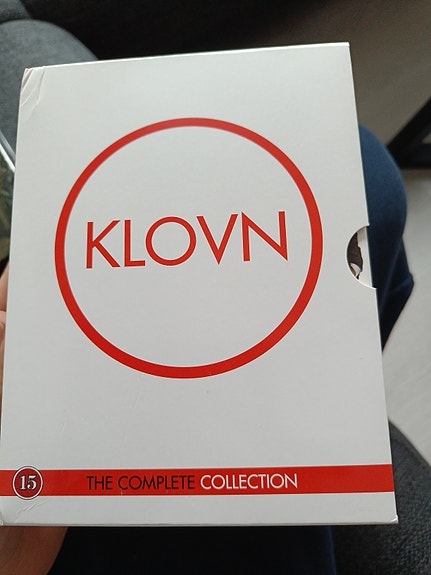 KLOVN
15 THE COMPLETE COLLECTION